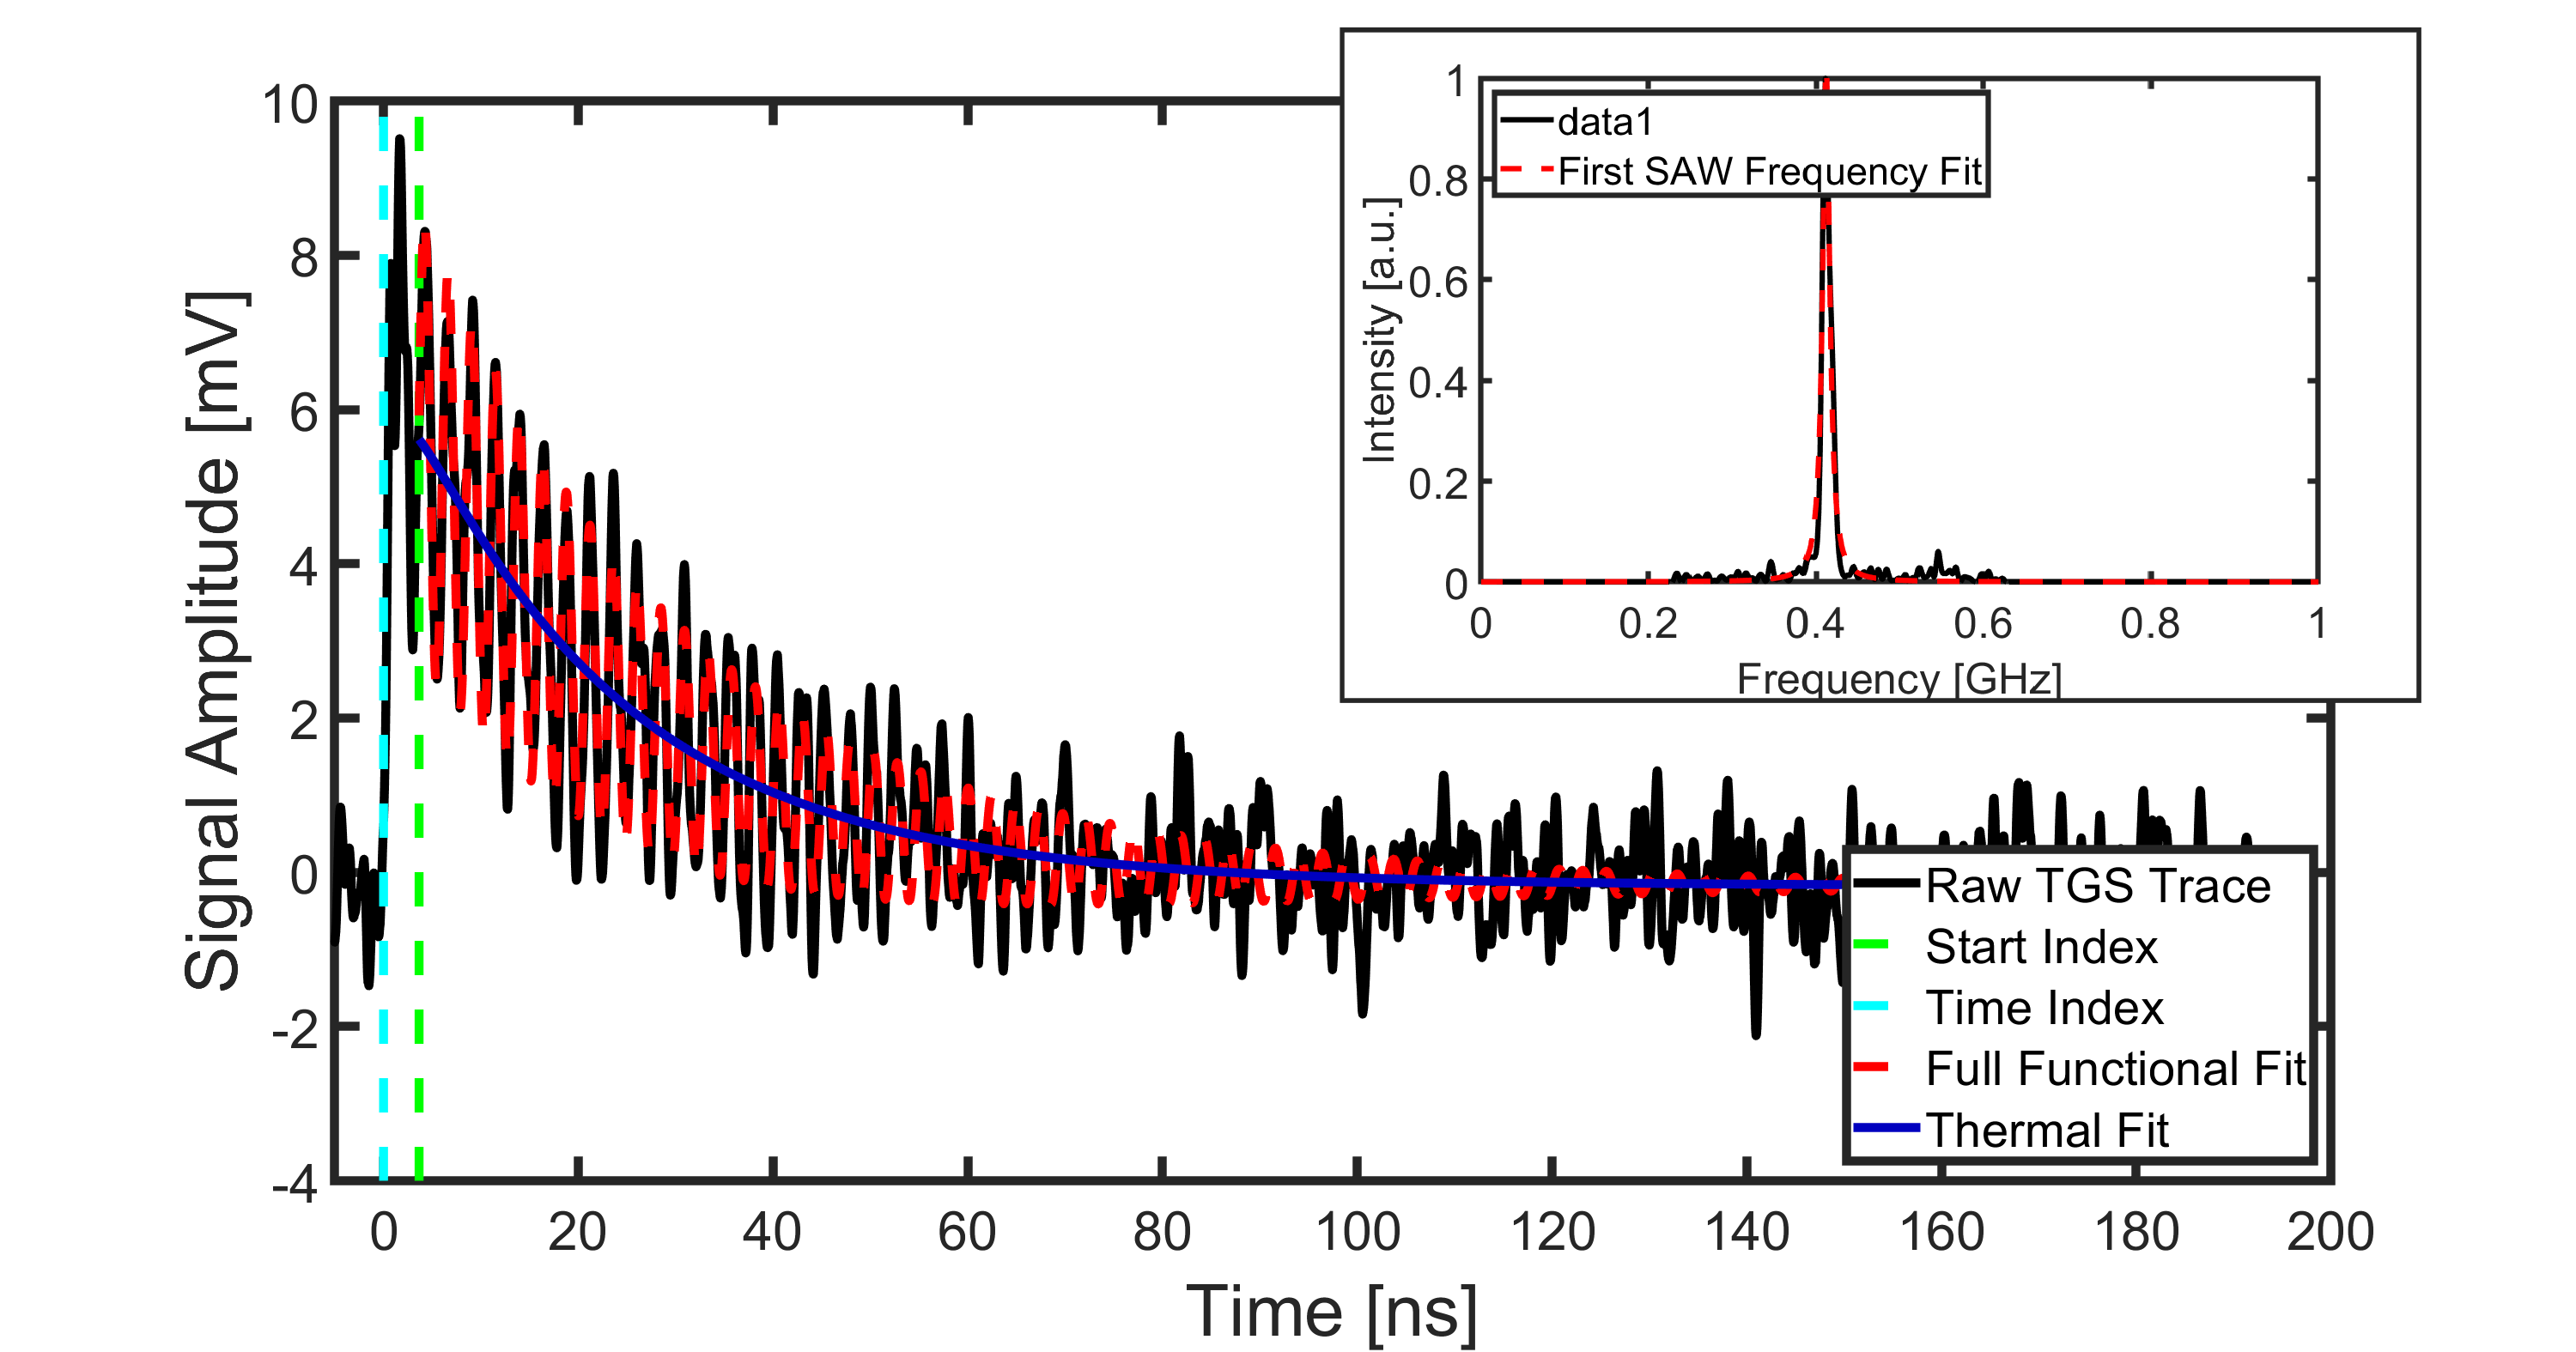 10
8
6
4
2
0
-2
-4
Signal Amplitude [mV]
0 20 40 60 80 100 120 140 160 180 200
Time [ns]
1
0.8
0.6
0.4
0.2
0
Intensity [a.u.]
data1
First SAW Frequency Fit
0 0.2 0.4 0.6 0.8 1
Frequency [GHz]
Raw TGS Trace
Start Index
Time Index
Full Functional Fit
Thermal Fit